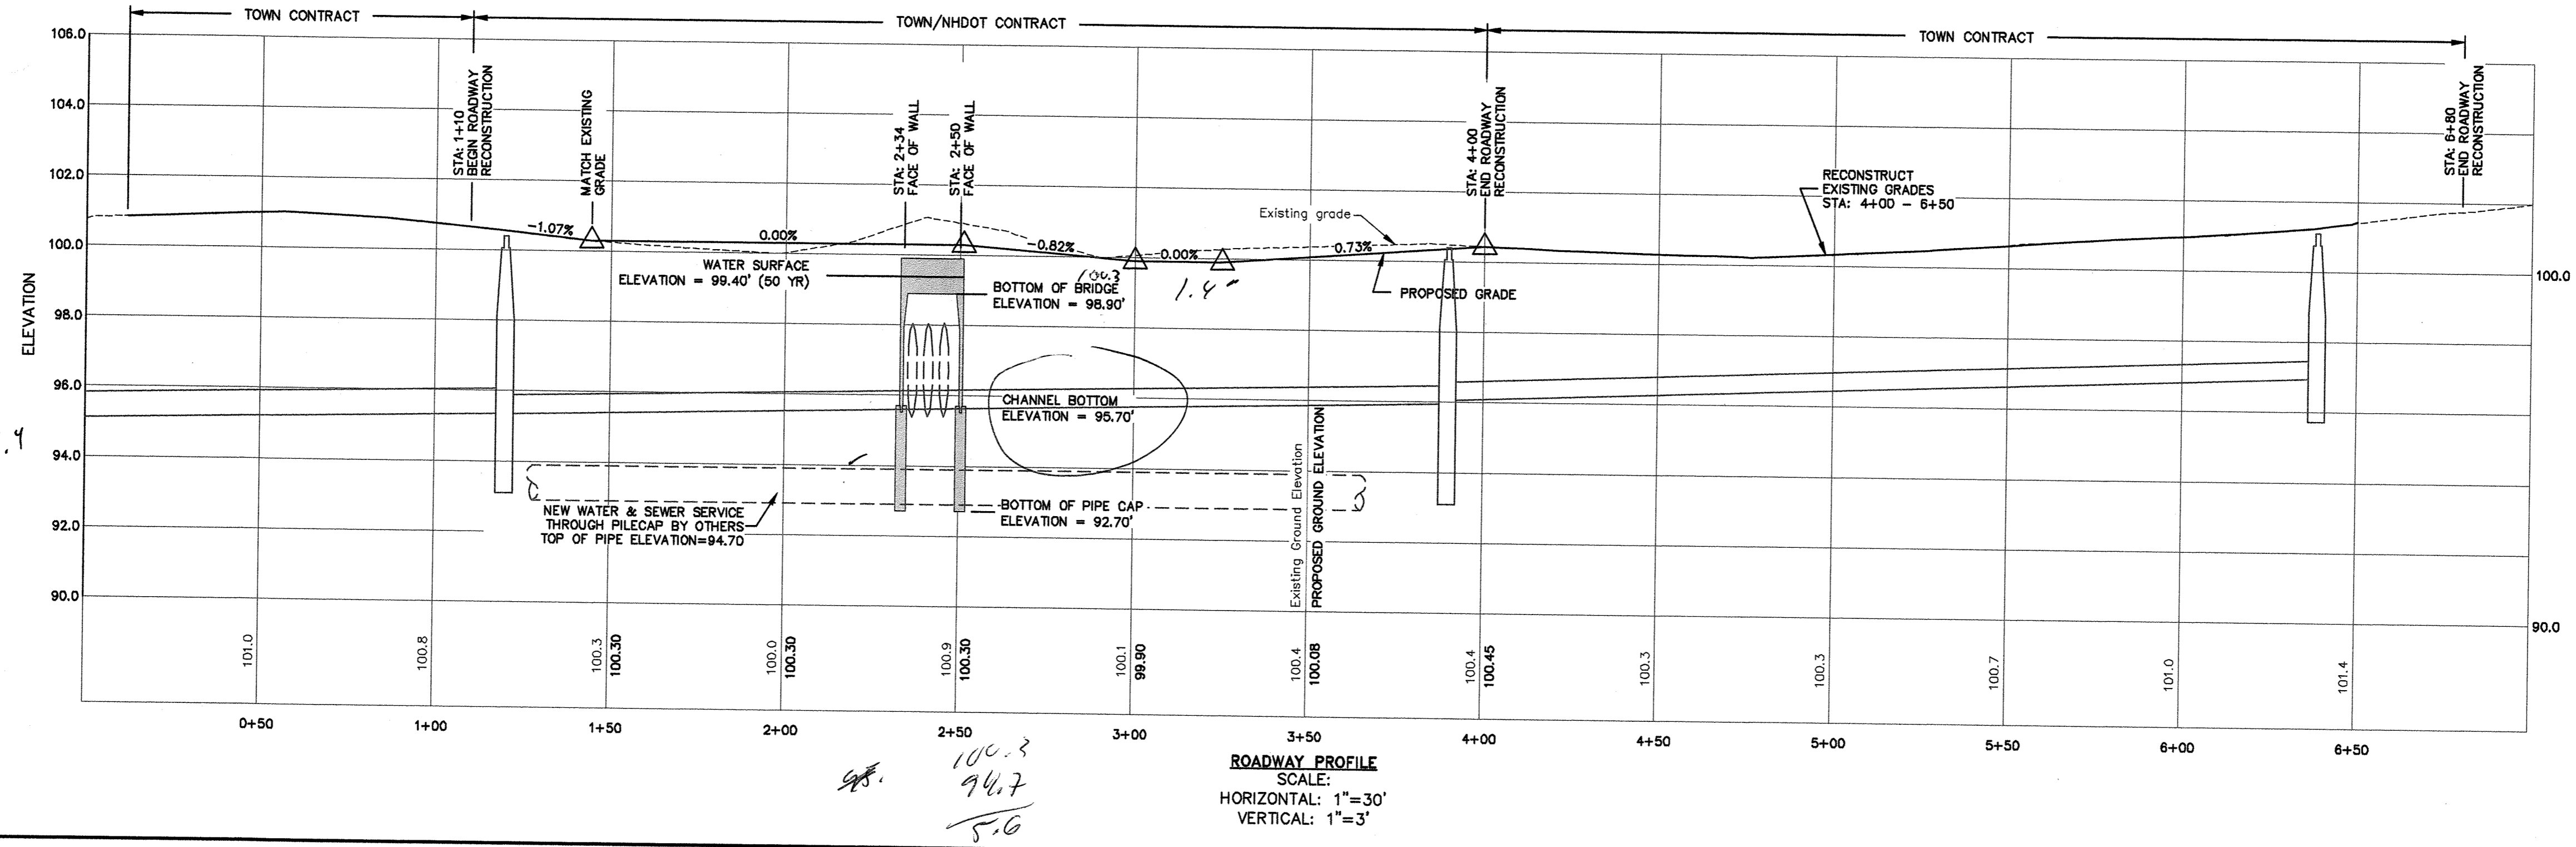 TOWN CONTRACT
TOWN/NHDOT CONTRACT
TOWN CONTRACT
106.0
104.0
102.0
100.0
98.0
96.0
94.0
92.0
90.0
ELEVATION
STA: 1+10
BEGIN ROADWAY
RECONSTRUCTION
MATCH EXISTING
GRADE
STA: 2+34
FACE OF WALL
STA: 2+50
FACE OF WALL
STA: 4+00
END ROADWAY
RECONSTRUCTION
RECONSTRUCT
EXISTING GRADES
STA: 4+00 - 6+50
STA: 6+80
END ROADWAY
RECONSTRUCTION
-1.07%
0.00%
-0.82%
0.00%
0.73%
Existing grade
PROPOSED GRADE
WATER SURFACE
ELEVATION = 99.40' (50 YR)
100.3
1.4"
BOTTOM OF BRIDGE
ELEVATION = 98.90'
CHANNEL BOTTOM
ELEVATION = 95.70'
BOTTOM OF PIPE CAP
ELEVATION = 92.70'
NEW WATER & SEWER SERVICE
THROUGH PILECAP BY OTHERS
TOP OF PIPE ELEVATION=94.70
Existing Ground Elevation
PROPOSED GROUND ELEVATION
100.0
90.0
101.0
100.8
100.3
100.30
100.0
100.30
100.9
100.30
100.1
99.90
100.4
100.08
100.4
100.45
100.3
100.3
100.7
101.0
101.4
0+50
1+00
1+50
2+00
2+50
3+00
3+50
4+00
4+50
5+00
5+50
6+00
6+50
100.3
94.7
5.6
ROADWAY PROFILE
SCALE:
HORIZONTAL: 1"=30'
VERTICAL: 1"=3'